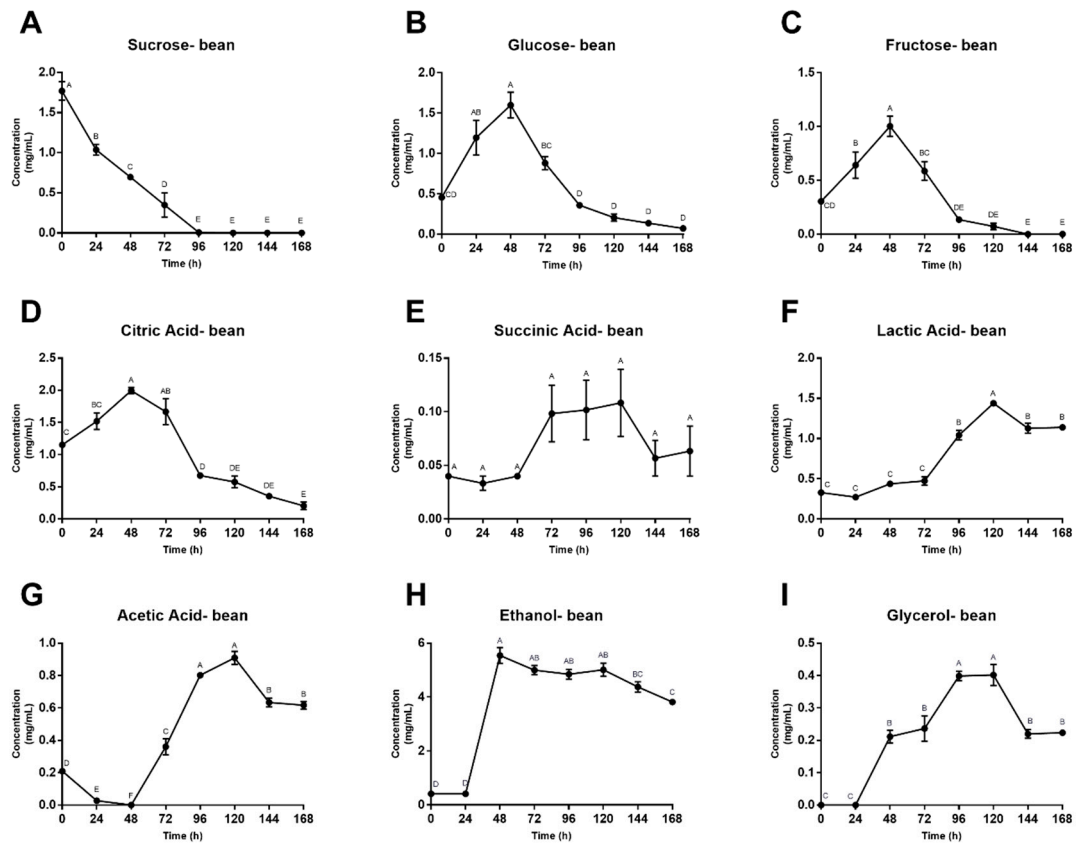 A
Sucrose- bean
Concentration
(mg/mL)
2.0
1.5
1.0
0.5
0.0
A
B
C
D
E
E
E
E
0 24 48 72 96 120 144 168
Time (h)
B
Glucose- bean
Concentration
(mg/mL)
2.0
1.5
1.0
0.5
0.0
CD
AB
A
BC
D
D
D
D
0 24 48 72 96 120 144 168
Time (h)
C
Fructose- bean
Concentration
(mg/mL)
1.5
1.0
0.5
0.0
CD
B
A
BC
DE
DE
E
E
0 24 48 72 96 120 144 168
Time (h)
D
Citric Acid- bean
Concentration
(mg/mL)
2.5
2.0
1.5
1.0
0.5
0.0
C
BC
A
AB
D
DE
DE
E
0 24 48 72 96 120 144 168
Time (h)
E
Succinic Acid- bean
Concentration
(mg/mL)
0.15
0.10
0.05
0.00
A
A
A
A
A
A
A
A
0 24 48 72 96 120 144 168
Time (h)
F
Lactic Acid- bean
Concentration
(mg/mL)
2.0
1.5
1.0
0.5
0.0
C
C
C
C
B
A
B
B
0 24 48 72 96 120 144 168
Time (h)
G
Acetic Acid- bean
Concentration
(mg/mL)
1.0
0.8
0.6
0.4
0.2
0.0
D
E
F
C
A
A
B
B
0 24 48 72 96 120 144 168
Time (h)
H
Ethanol- bean
Concentration
(mg/mL)
6
4
2
0
D
D
A
AB
AB
AB
BC
C
0 24 48 72 96 120 144 168
Time (h)
I
Glycerol- bean
Concentration
(mg/mL)
0.5
0.4
0.3
0.2
0.1
0.0
C
C
B
B
A
A
B
B
0 24 48 72 96 120 144 168
Time (h)